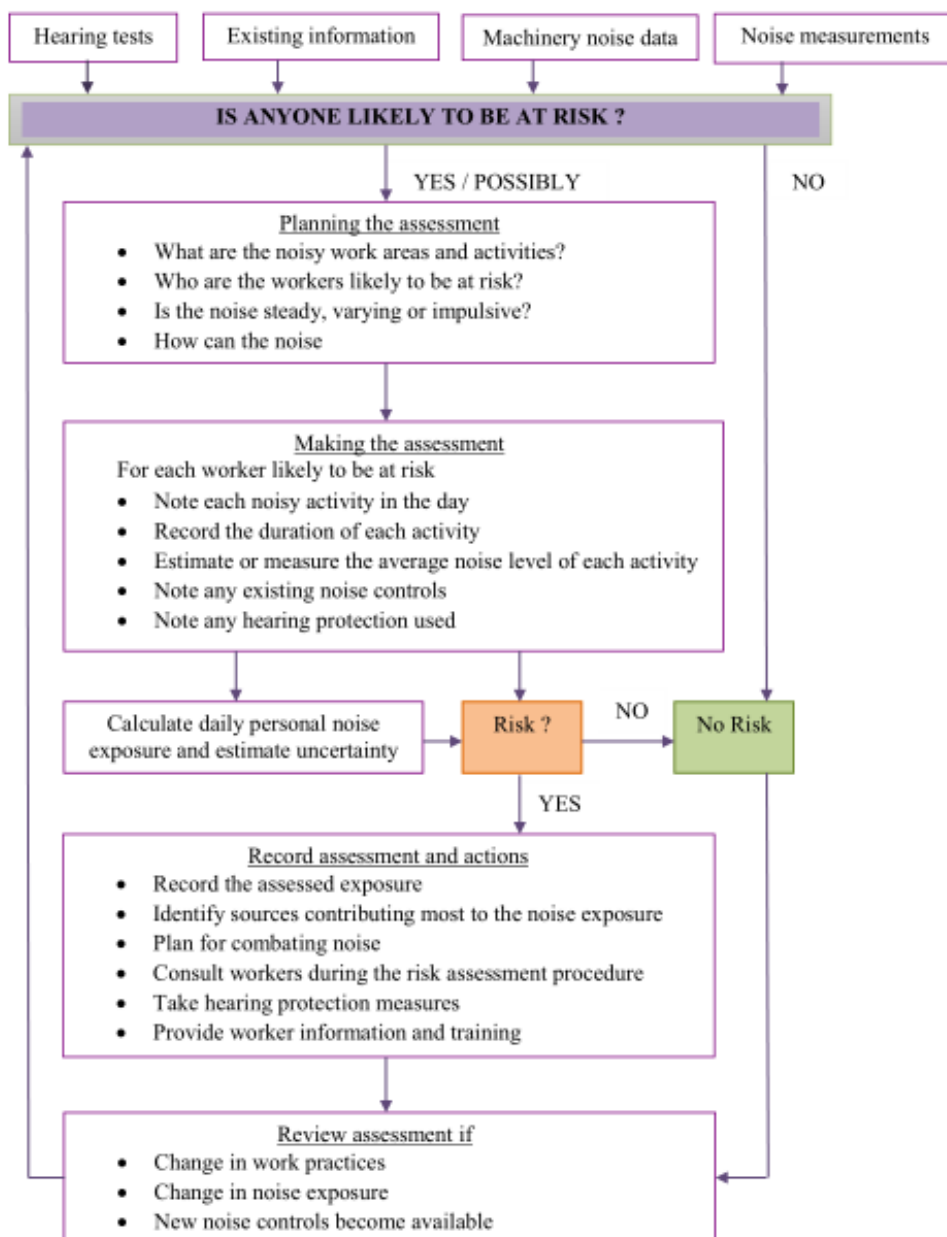 Hearing tests
Existing information
Machinery noise data
Noise measurements
IS ANYONE LIKELY TO BE AT RISK ?
YES / POSSIBLY
NO
Planning the assessment
• What are the noisy work areas and activities?
• Who are the workers likely to be at risk?
• Is the noise steady, varying or impulsive?
• How can the noise
Making the assessment
For each worker likely to be at risk
• Note each noisy activity in the day
• Record the duration of each activity
• Estimate or measure the average noise level of each activity
• Note any existing noise controls
• Note any hearing protection used
Calculate daily personal noise
exposure and estimate uncertainty
Risk ?
NO
No Risk
YES
Record assessment and actions
• Record the assessed exposure
• Identify sources contributing most to the noise exposure
• Plan for combating noise
• Consult workers during the risk assessment procedure
• Take hearing protection measures
• Provide worker information and training
Review assessment if
• Change in work practices
• Change in noise exposure
• New noise controls become available